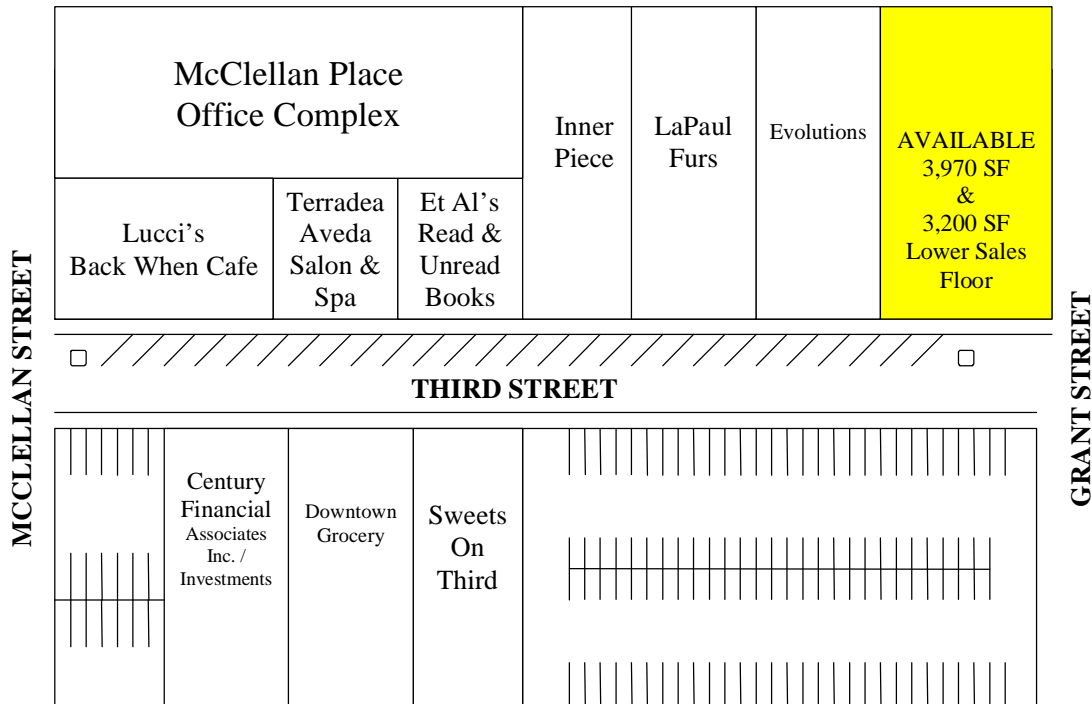 McClellan Place
Office Complex
Inner
Piece
LaPaul
Furs
Evolutions
AVAILABLE
3,970 SF
&
3,200 SF
Lower Sales
Floor
Lucci’s
Back When Cafe
Terradea
Aveda
Salon &
Spa
Et Al’s
Read &
Unread
Books
MCCLELLAN STREET
THIRD STREET
GRANT STREET
Century
Financial
Associates
Inc. /
Investments
Downtown
Grocery
Sweets
On
Third